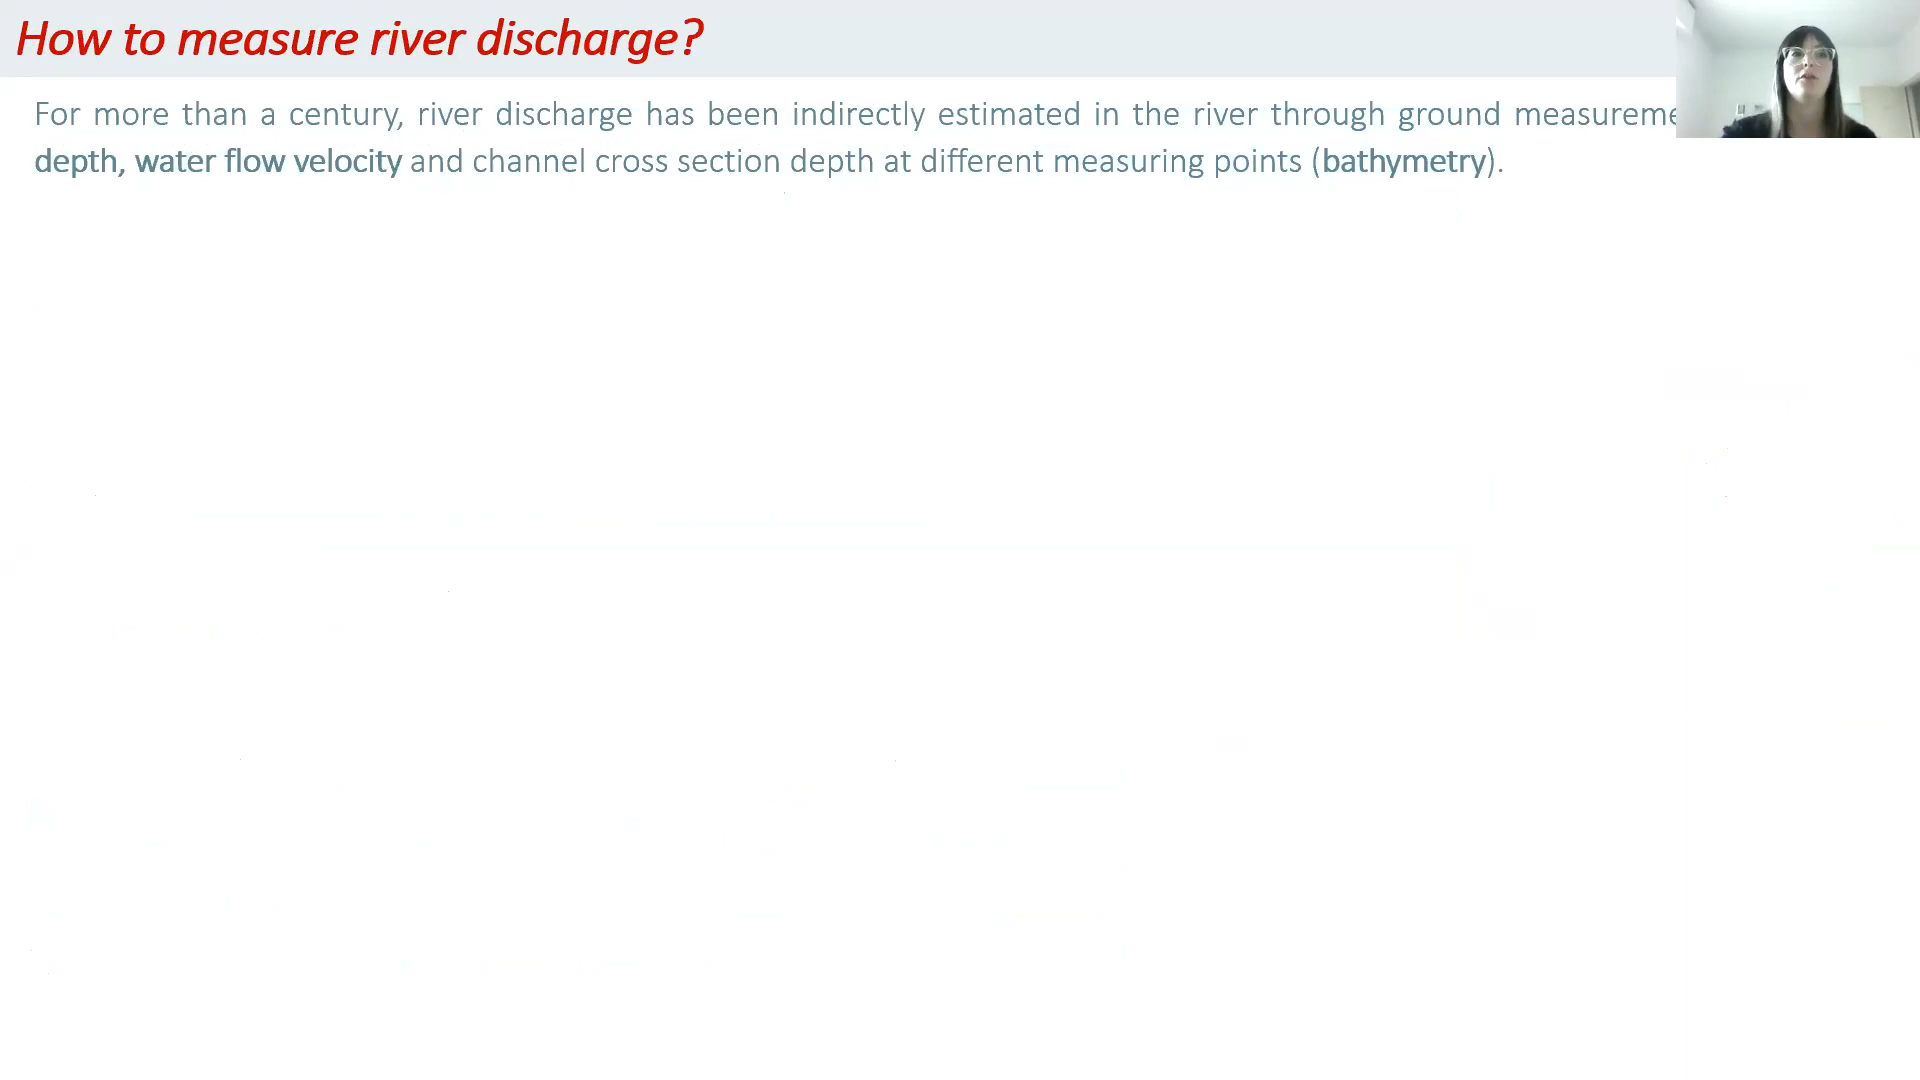 How to measure river discharge?
For more than a century, river discharge has been indirectly estimated in the river through ground
depth, water flow velocity and channel cross section depth at different measuring points (bathymetry).